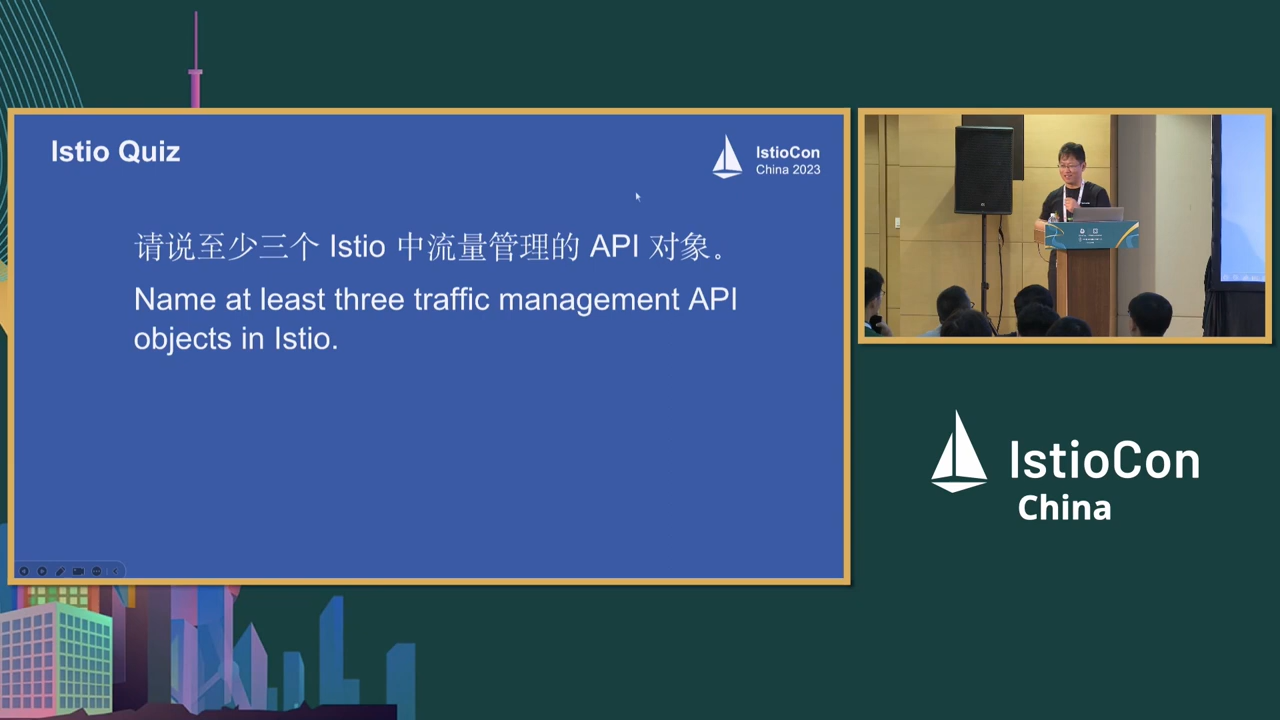 Istio Quiz
IstioCon
China 2023
请说至少三个 Istio 中流量管理的 API 对象。
Name at least three traffic management API
objects in Istio.
IstioCon
China